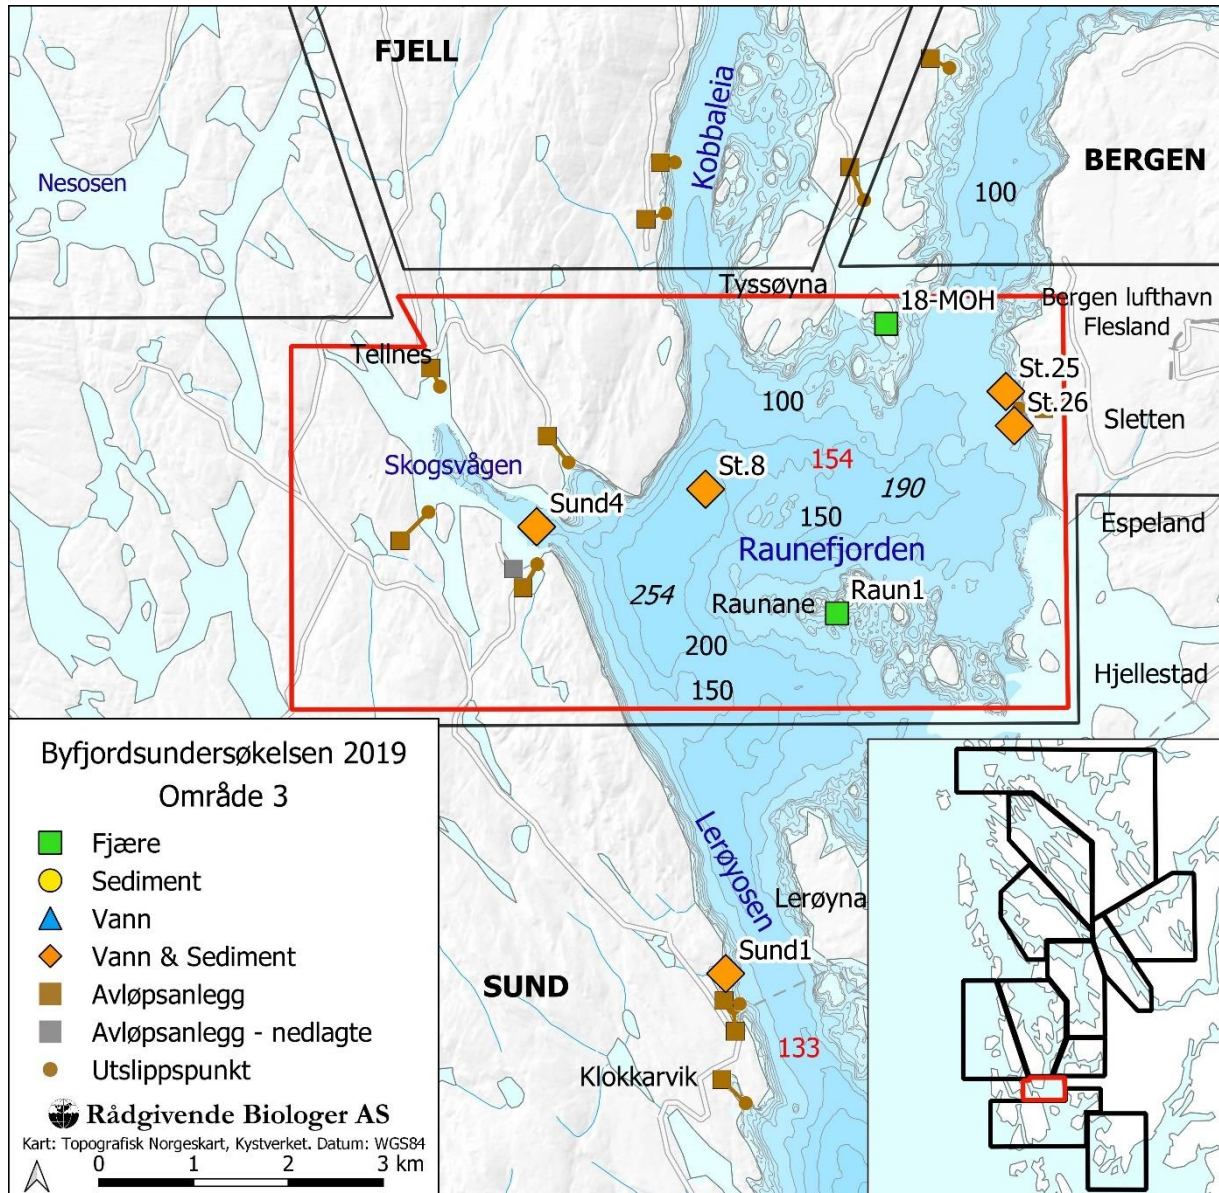 FJELL
Kobbaleia
BERGEN
Nesosen
100
Tyssøyna
18-MOH
Bergen lufthavn
Flesland
Tellnes
St.25
100
St.26
Sletten
154
Skogsvågen
St.8
190
Sund4
150
Espeland
Raunefjorden
254
Raunane
Raun1
200
Hjellestad
150
Lerøyosen
Lerøyna
Sund1
SUND
133
Klokkarvik
Byfjordsundersøkelsen 2019
Område 3
Fjære
Sediment
Vann
Vann & Sediment
Avløpsanlegg
Avløpsanlegg - nedlagte
Utslippspunkt
Rådgivende Biologer AS
Kart: Topografisk Norgeskart, Kystverket. Datum: WGS84
0 1 2 3 km